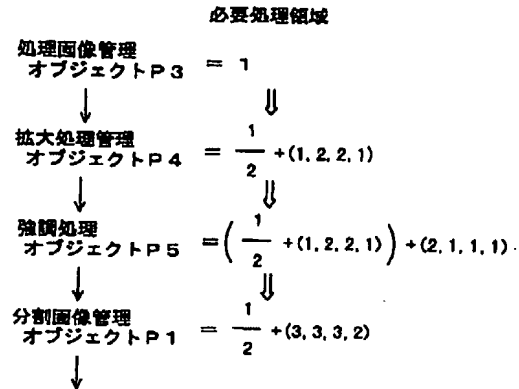 必要処理領域
処理画像管理
オブジェクトP3 = 1
↓ ⇓
拡大処理管理
オブジェクトP4 = 1/2 +(1,2,2,1)
↓ ⇓
強調処理
オブジェクトP5 =(1/2 +(1,2,2,1))+(2,1,1,1)
↓ ⇓
分割画像管理
オブジェクトP1 = 1/2 +(3,3,3,2)
↓